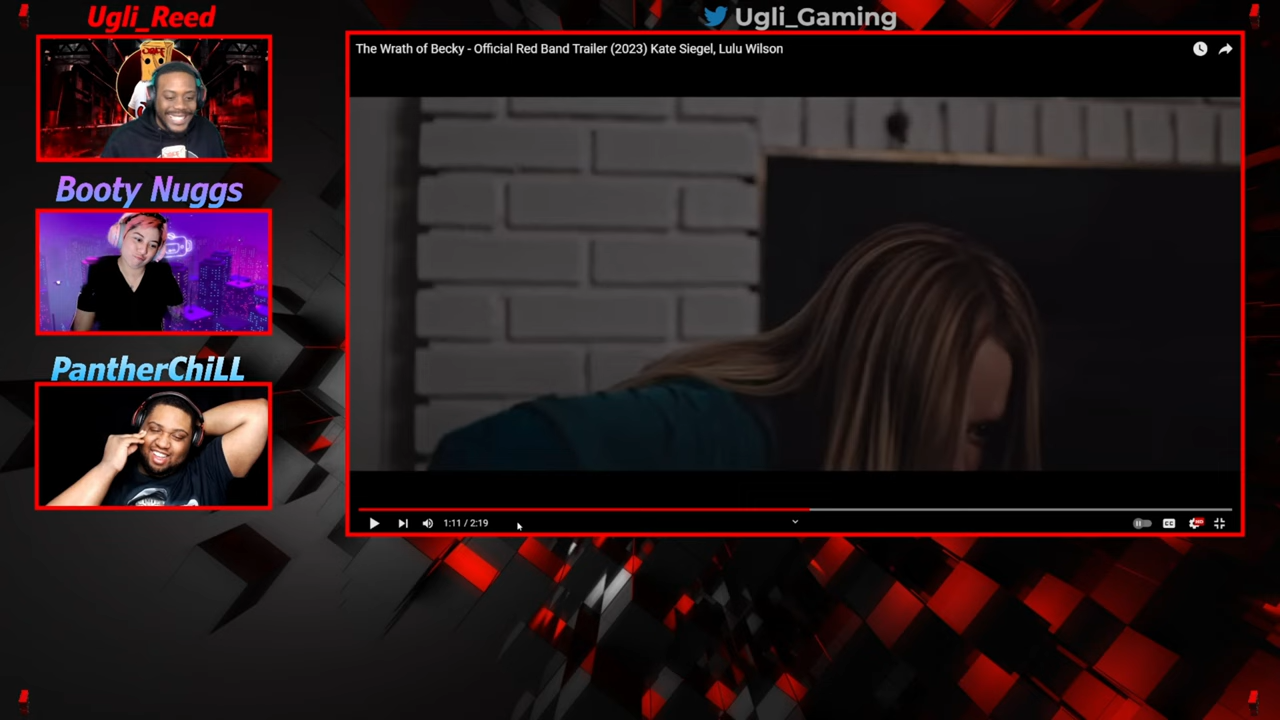 Ugli_Reed
Ugli_Gaming
The Wrath of Becky - Official Red Band Trailer (2023) Kate Siegel, Lulu Wilson
Booty Nuggs
PantherChiLL
1:11 / 2:19
CC